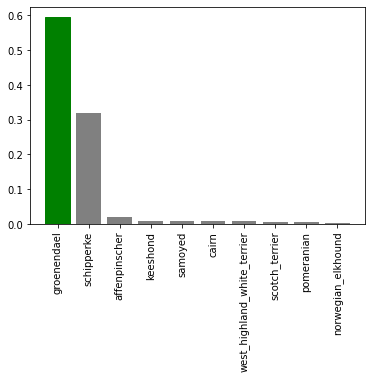 0.6
0.5
0.4
0.3
0.2
0.1
0.0
groenendael
schipperke
affenpinscher
keeshond
samoyed
cairn
west_highland_white_terrier
scotch_terrier
pomeranian
norwegian_elkhound